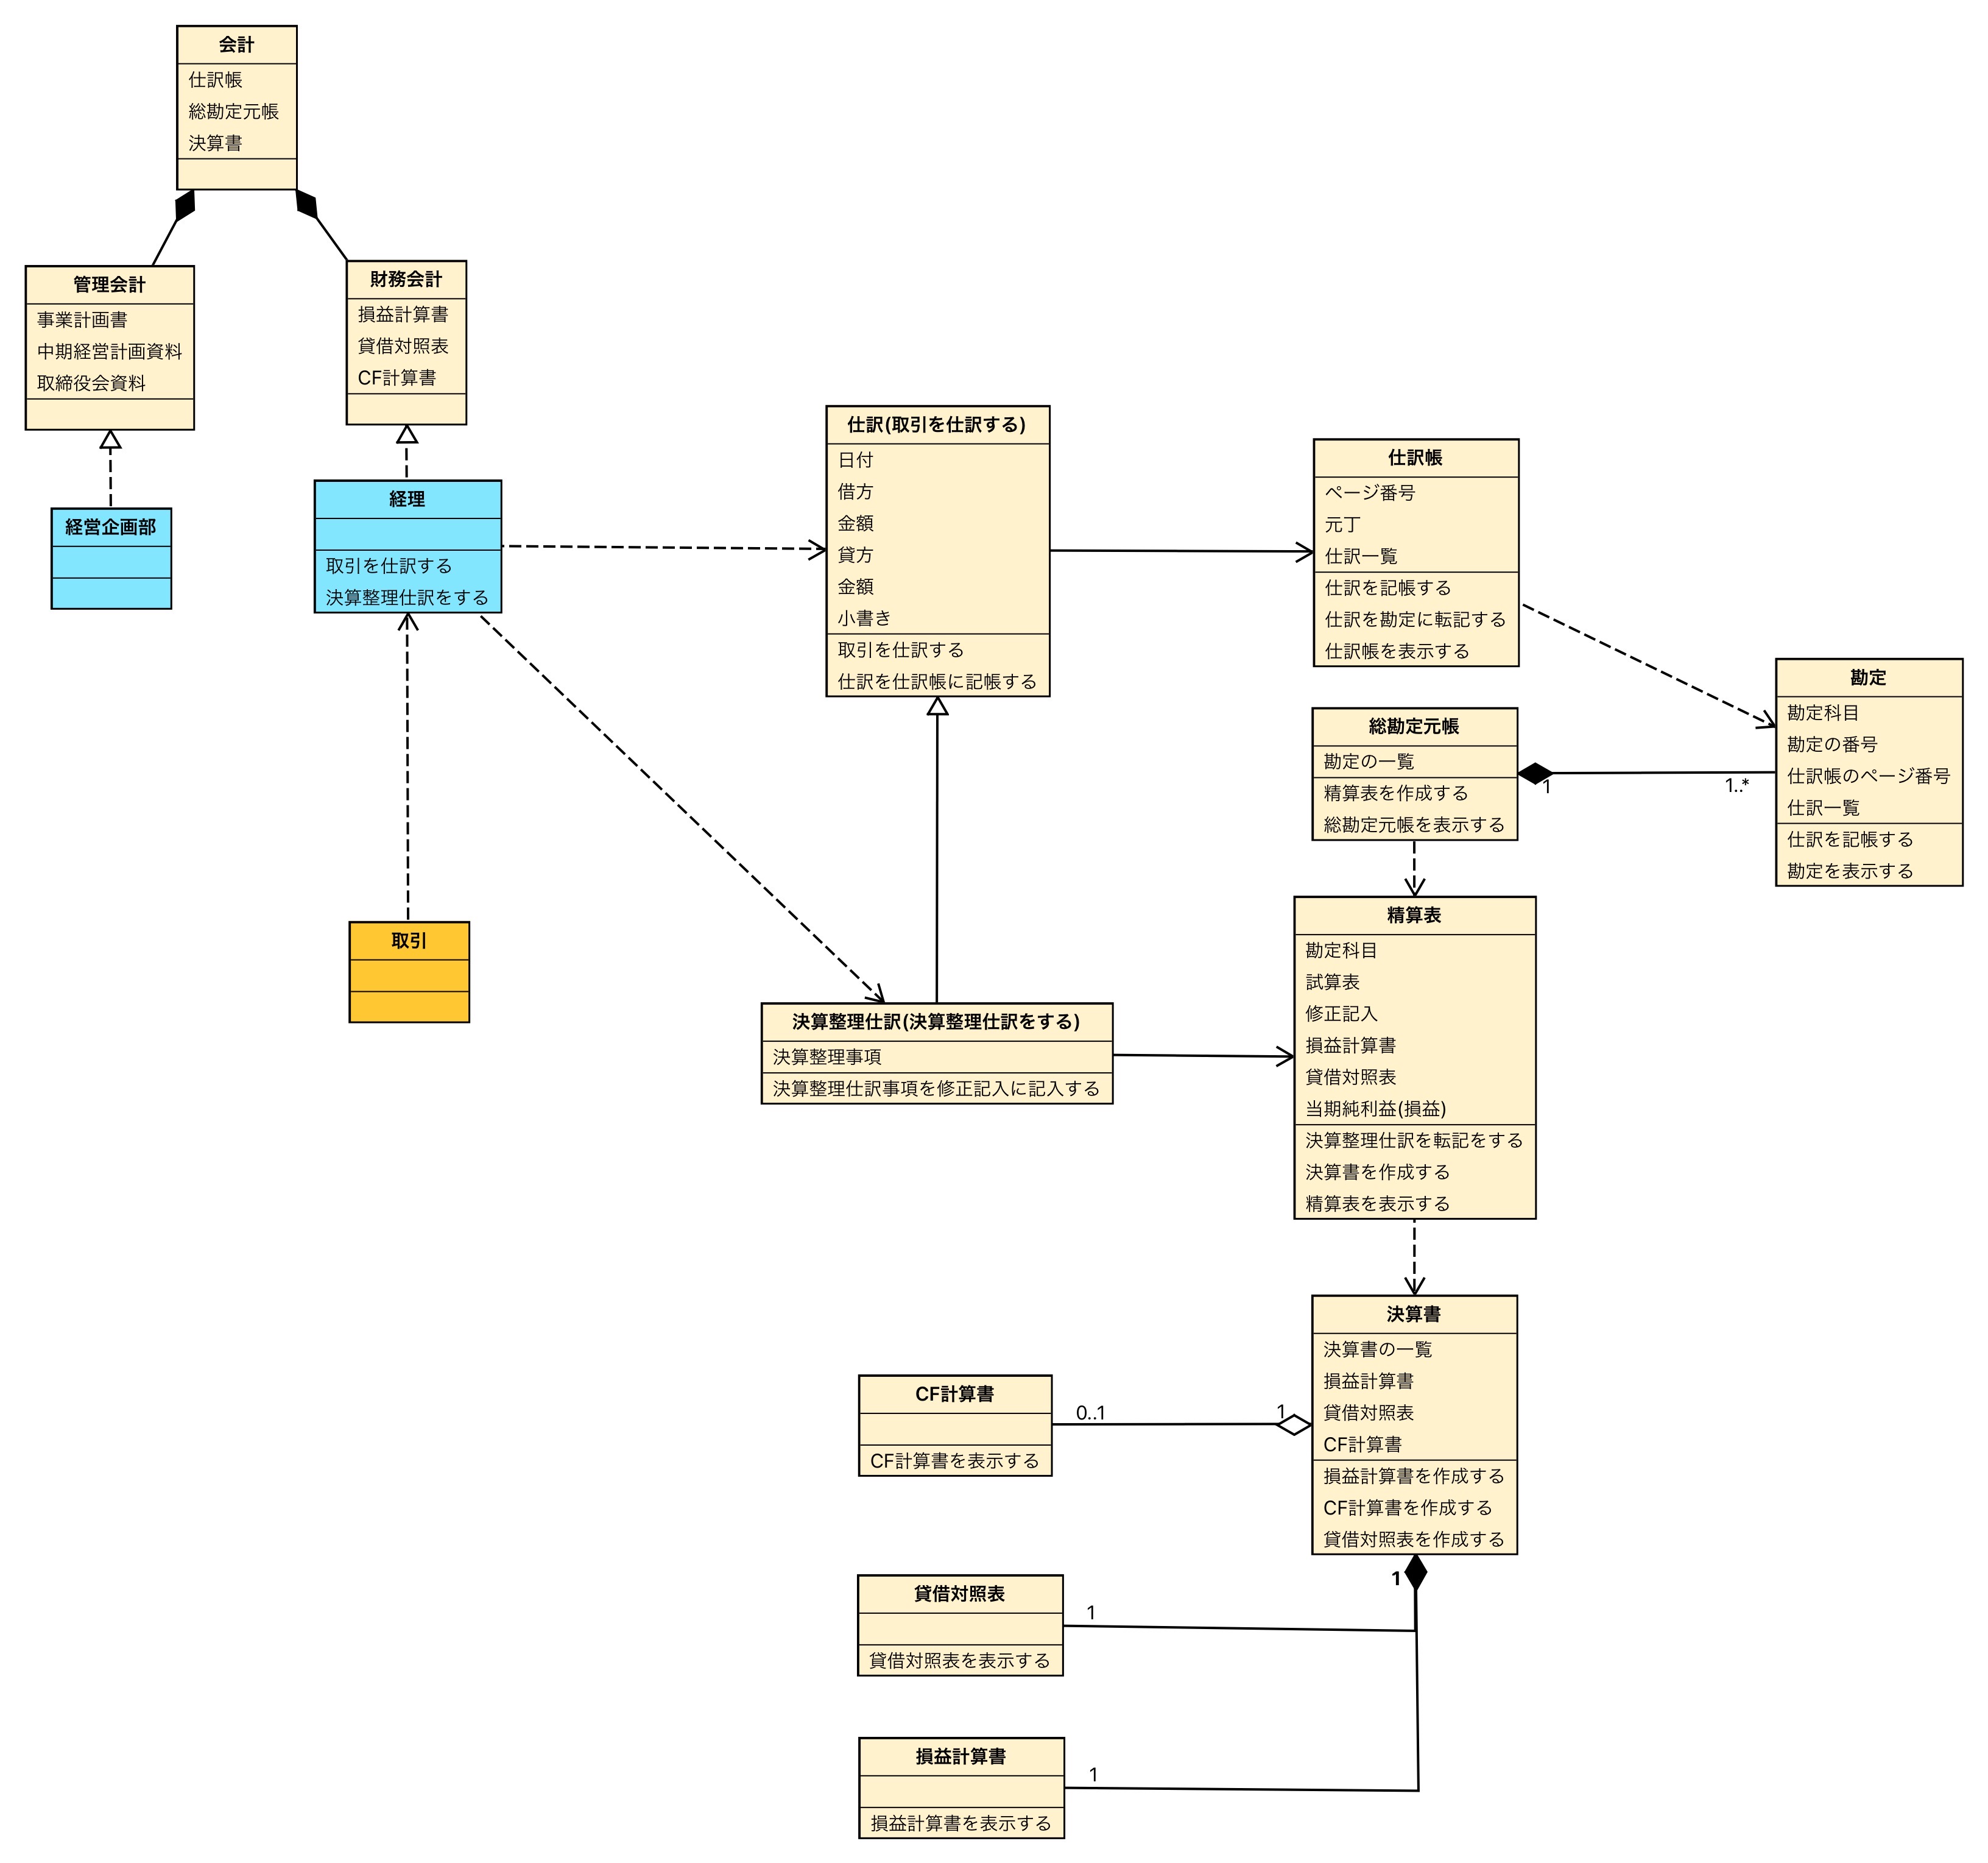 会計
仕訳帳
総勘定元帳
決算書
管理会計
事業計画書
中期経営計画資料
取締役会資料
財務会計
損益計算書
貸借対照表
CF計算書
経営企画部
経理
取引を仕訳する
決算整理仕訳をする
取引
仕訳(取引を仕訳する)
日付
借方
金額
貸方
金額
小書き
取引を仕訳する
仕訳を仕訳帳に記帳する
仕訳帳
ページ番号
元丁
仕訳一覧
仕訳を記帳する
仕訳を勘定に転記する
仕訳帳を表示する
勘定
勘定科目
勘定の番号
仕訳帳のページ番号
仕訳一覧
仕訳を記帳する
勘定を表示する
総勘定元帳
勘定の一覧
精算表を作成する
総勘定元帳を表示する
1
1..*
決算整理仕訳(決算整理仕訳をする)
決算整理事項
決算整理仕訳事項を修正記入に記入する
精算表
勘定科目
試算表
修正記入
損益計算書
貸借対照表
当期純利益(損益)
決算整理仕訳を転記をする
決算書を作成する
精算表を表示する
決算書
決算書の一覧
損益計算書
貸借対照表
CF計算書
損益計算書を作成する
CF計算書を作成する
貸借対照表を作成する
CF計算書
CF計算書を表示する
0..1
1
1
貸借対照表
貸借対照表を表示する
1
損益計算書
損益計算書を表示する
1